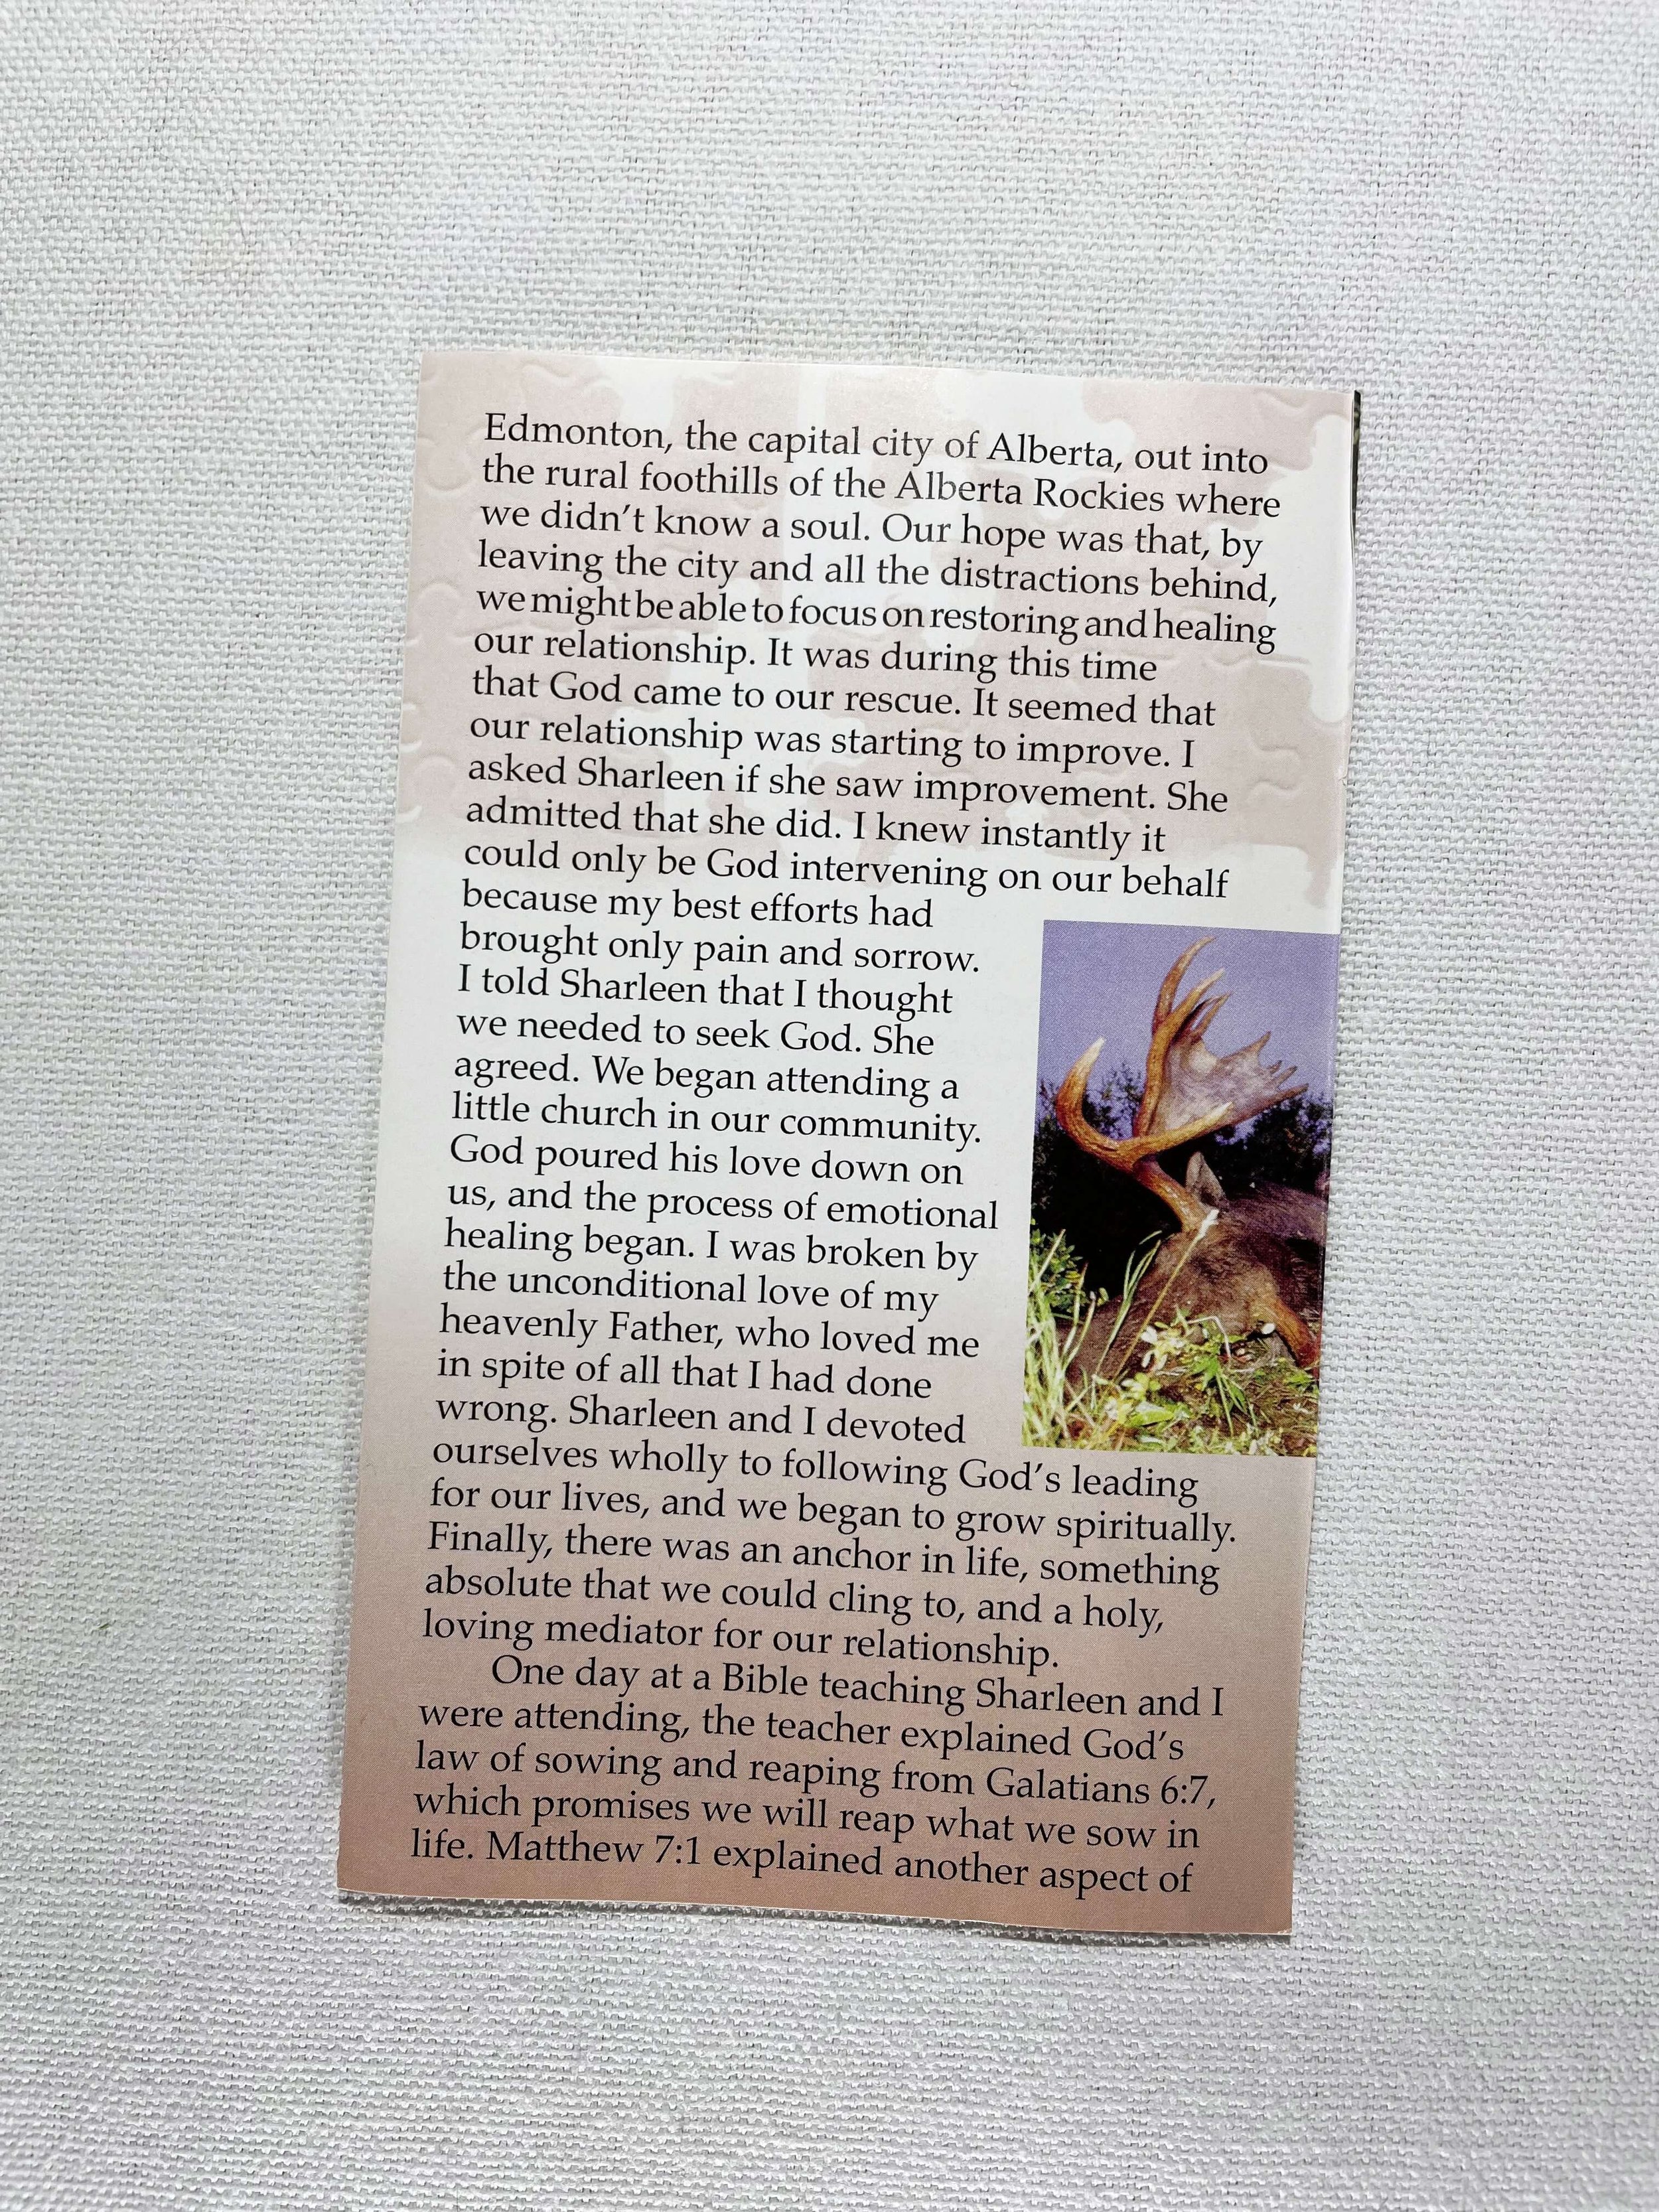 Edmonton, the capital city of Alberta, out into
the rural foothills of the Alberta Rockies where
we didn't know a soul. Our hope was that, by
leaving the city and all the distractions behind,
we might be able to focus on restoring and healing
our relationship. It was during this time
that God came to our rescue. It seemed that
our relationship was starting to improve. I
asked Sharleen if she saw improvement. She
admitted that she did. I knew instantly it
could only be God intervening on our behalf
because my best efforts had
brought only pain and sorrow.
I told Sharleen that I thought
we needed to seek God. She
agreed. We began attending a
little church in our community.
God poured his love down on
us, and the process of emotional
healing began. I was broken by
the unconditional love of my
heavenly Father, who loved me
in spite of all that I had done
wrong. Sharleen and I devoted
ourselves wholly to following God's leading
for our lives, and we began to grow spiritually.
Finally, there was an anchor in life, something
absolute that we could cling to, and a holy,
loving mediator for our relationship.
One day at a Bible teaching Sharleen and I
were attending, the teacher explained God's
law of sowing and reaping from Galatians 6:7,
which promises we will reap what we sow in
life. Matthew 7:1 explained another aspect of